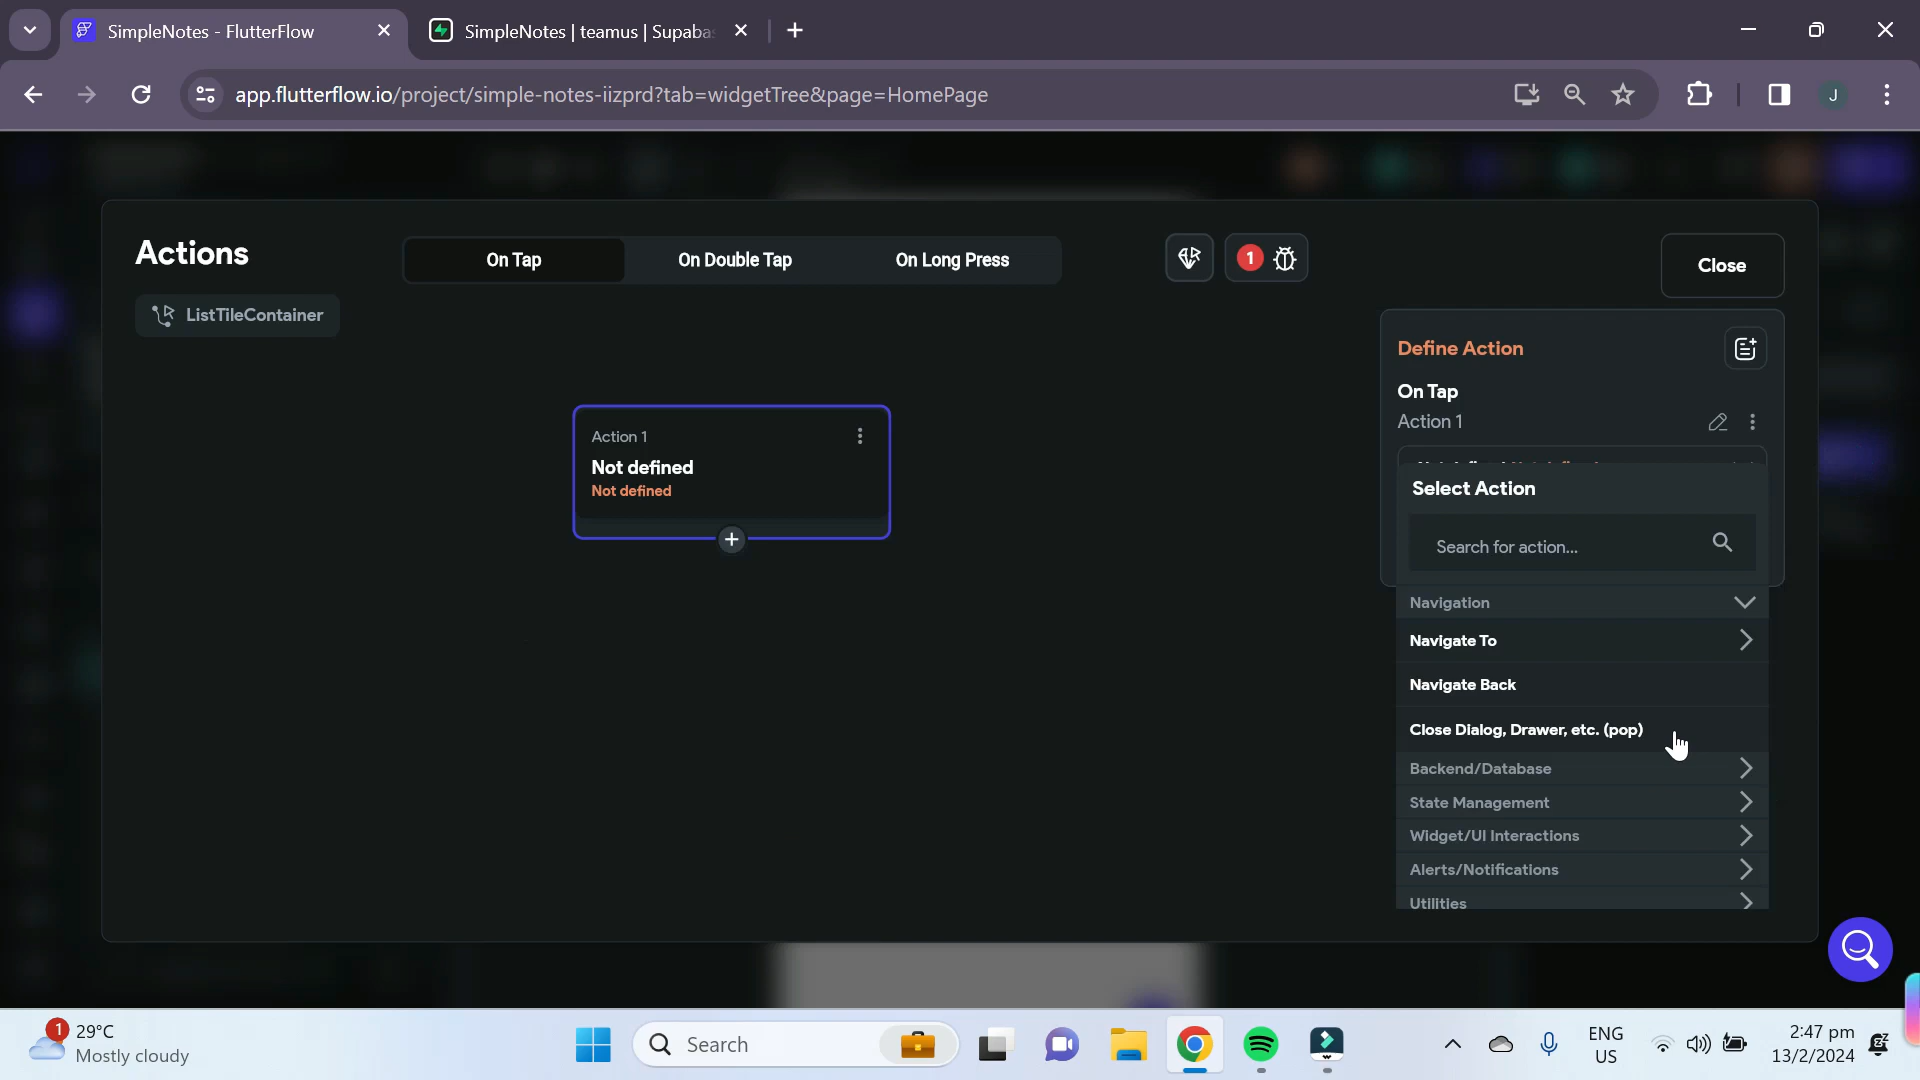 SimpleNotes - FlutterFlow
SimpleNotes | teamus | Supabas
app.flutterflow.io/project/simple-notes-iizprd?tab=widgetTree&page=HomePage
J
Actions
On Tap
On Double Tap
On Long Press
1
Close
ListTileContainer
Define Action
On Tap
Action 1
Action 1
Not defined
Not defined
Select Action
Search for action...
Navigation
Navigate To
Navigate Back
Close Dialog, Drawer, etc. (pop)
Backend/Database
State Management
Widget/UI Interactions
Alerts/Notifications
Utilities
1
29°C
Mostly cloudy
Search
ENG
US
2:47 pm
13/2/2024